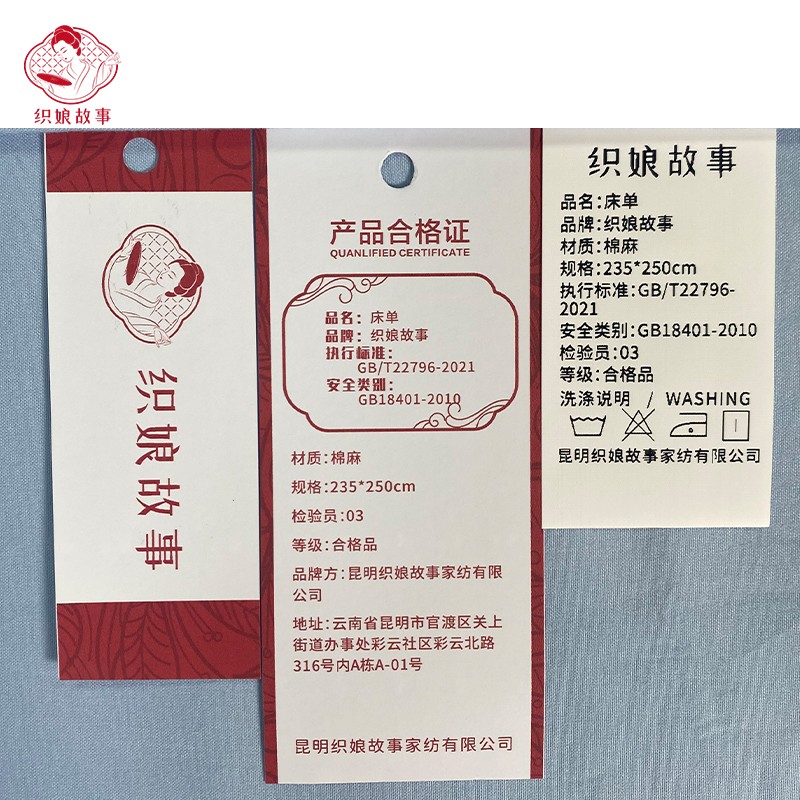 织娘故事
织娘故事
产品合格证
QUANLIFIED CERTIFICATE
品名：床单
品牌：织娘故事
执行标准：
GB/T22796-2021
安全类别：
GB18401-2010
材质：棉麻
规格：235*250cm
检验员：03
等级：合格品
品牌方：昆明织娘故事家纺有限
公司
地址：云南省昆明市官渡区关上
街道办事处彩云社区彩云北路
316号内A栋A-01号
昆明织娘故事家纺有限公司
织娘故事
品名：床单
品牌：织娘故事
材质：棉麻
规格：235*250cm
执行标准：GB/T22796-
2021
安全类别：GB18401-2010
检验员：03
等级：合格品
洗涤说明 / WASHING
昆明织娘故事家纺有限公司